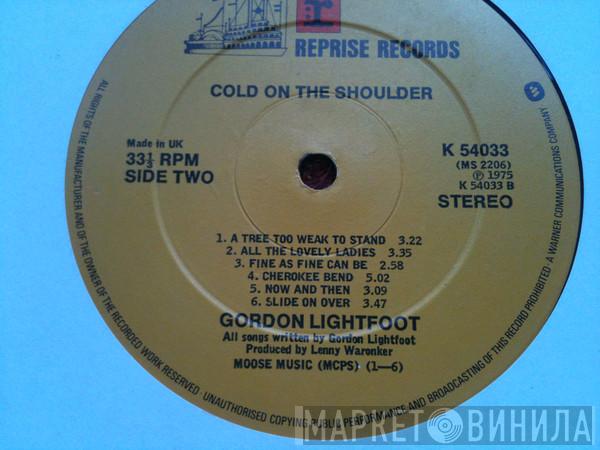 r
REPRISE RECORDS
COLD ON THE SHOULDER
Made in UK
33⅓ RPM
SIDE TWO
K 54033
(MS 2206)
℗ 1975
K 54033 B
STEREO
1. A TREE TOO WEAK TO STAND 3.22
2. ALL THE LOVELY LADIES 3.35
3. FINE AS FINE CAN BE 2.58
4. CHEROKEE BEND 5.02
5. NOW AND THEN 3.09
6. SLIDE ON OVER 3.47
GORDON LIGHTFOOT
All songs written by Gordon Lightfoot
Produced by Lenny Waronker
MOOSE MUSIC (MCPS) (1—6)
ALL RIGHTS OF THE MANUFACTURER AND OF THE OWNER OF THE RECORDED WORK RESERVED · UNAUTHORISED COPYING, PUBLIC PERFORMANCE AND BROADCASTING OF THIS RECORD PROHIBITED · A WARNER COMMUNICATIONS COMPANY
МАРКЕТ ВИНИЛА